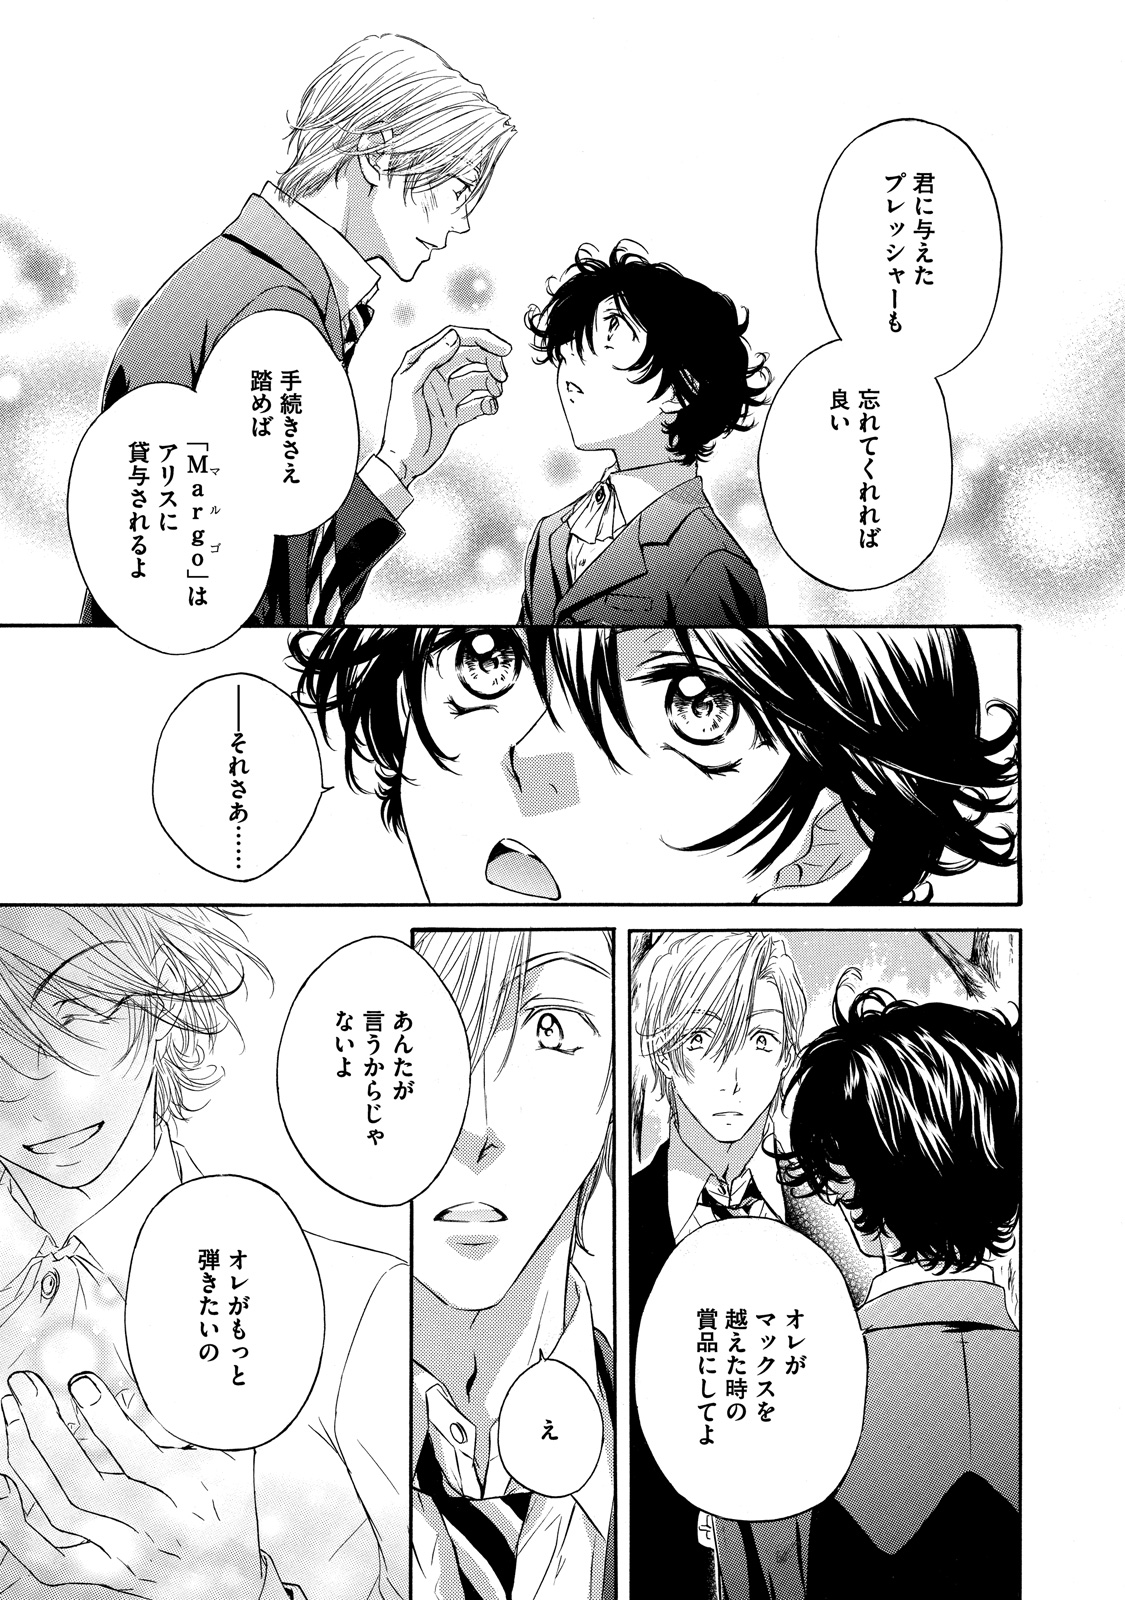 君に与えた
プレッシャーも
忘れてくれれば
良い
手続きさえ
踏めば
「Margo」は
マルゴ
アリスに
貸与されるよ
──それさあ……
オレが
マックスを
越えた時の
賞品にしてよ
え
あんたが
言うからじゃ
ないよ
オレがもっと
弾きたいの